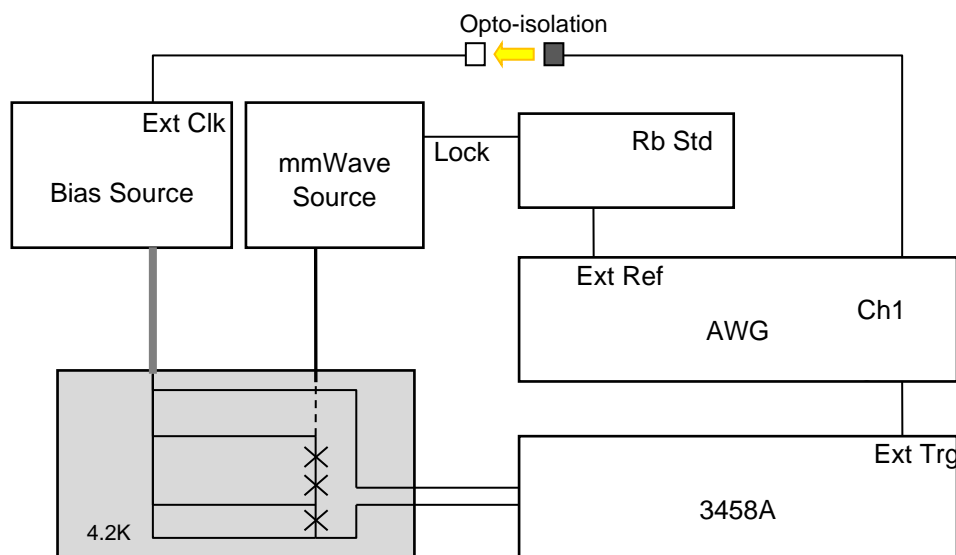 Opto-isolation
Ext Clk
Bias Source
mmWave
Source
Lock
Rb Std
Ext Ref
Ch1
AWG
Ext Trg
3458A
4.2K